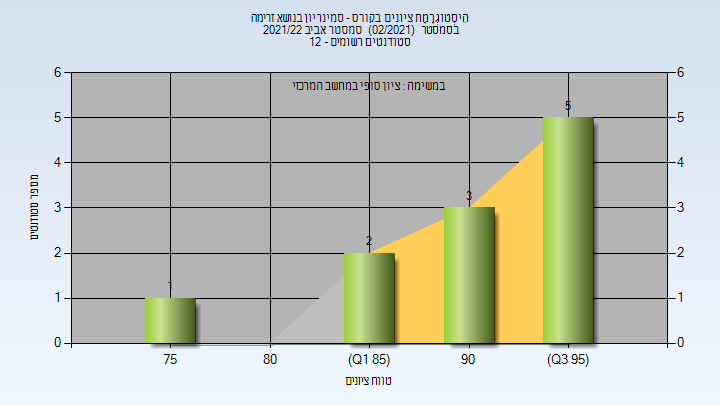 הִיסְטוֹגְרַמַּת ציונים בקורס - סמינריון בנושא זרימה
בסמסטר (02/2021) סמסטר אביב 2021/22
סטודנטים רשומים - 12
במשימה : ציון סופי במחשב המרכזי
6 6
5 5 5
4 4
3 3 3
2 2 2
1 1 1
0 0
75 80 (Q1 85) 90 (Q3 95)
מספר סטודנטים
טווח ציונים